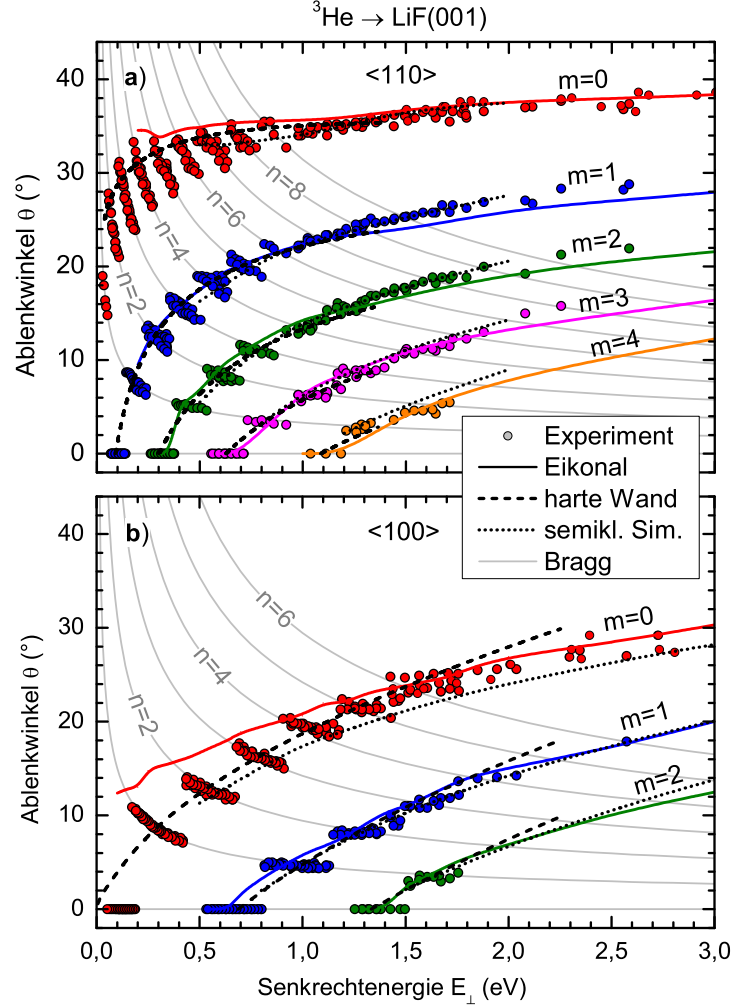 ³He → LiF(001)
a) <110>
m=0
m=1
m=2
m=3
m=4
n=2
n=4
n=6
n=8
Ablenkwinkel θ (°)
40
30
20
10
0
Experiment
Eikonal
harte Wand
semikl. Sim.
Bragg
b) <100>
m=0
m=1
m=2
n=2
n=4
n=6
Ablenkwinkel θ (°)
40
30
20
10
0
0,0 0,5 1,0 1,5 2,0 2,5 3,0
Senkrechtenergie E⊥ (eV)